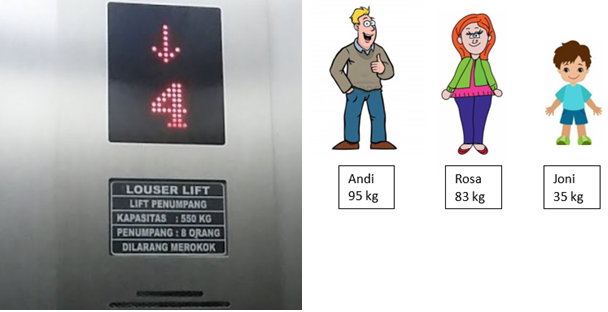 4
LOUSER LIFT
LIFT PENUMPANG
KAPASITAS : 550 KG
PENUMPANG : 8 ORANG
DILARANG MEROKOK
Andi
95 kg
Rosa
83 kg
Joni
35 kg